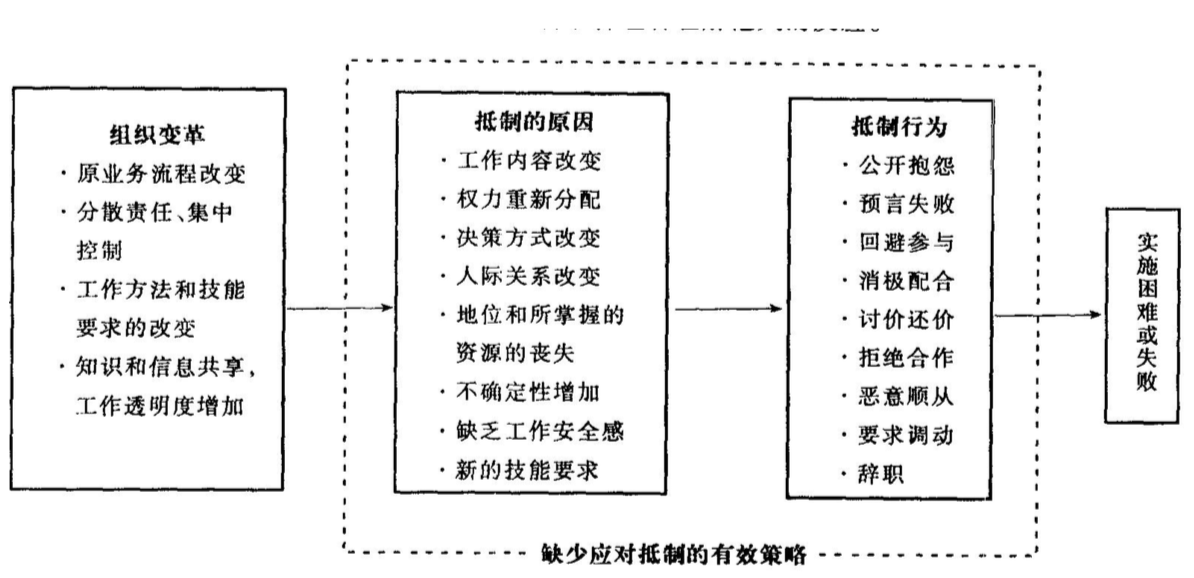 组织变革
·原业务流程改变
·分散责任、集中
控制
·工作方法和技能
要求的改变
·知识和信息共享,
工作透明度增加
抵制的原因
·工作内容改变
·权力重新分配
·决策方式改变
·人际关系改变
·地位和所掌握的
资源的丧失
·不确定性增加
·缺乏工作安全感
·新的技能要求
抵制行为
·公开抱怨
·预言失败
·回避参与
·消极配合
·讨价还价
·拒绝合作
·恶意顺从
·要求调动
·辞职
实施困难或失败
缺少应对抵制的有效策略